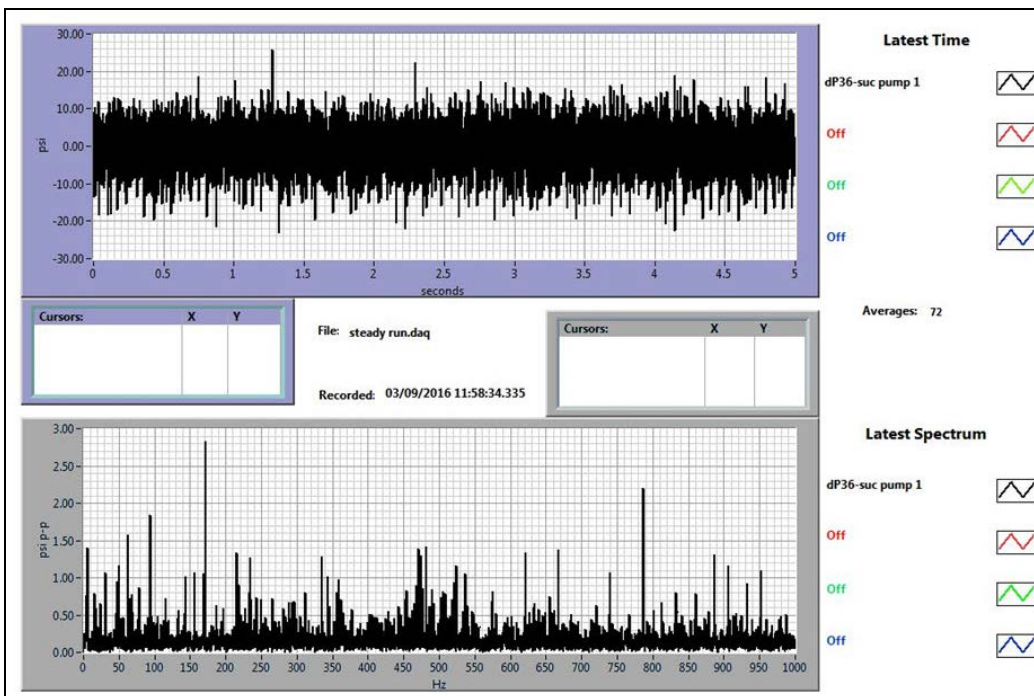 30.00
20.00
10.00
0.00
-10.00
-20.00
-30.00
psi
0 0.5 1 1.5 2 2.5 3 3.5 4 4.5 5
seconds
Latest Time
dP36-suc pump 1
Off
Off
Off
Cursors: X Y
File: steady run.daq
Recorded: 03/09/2016 11:58:34.335
Cursors: X Y
Averages: 72
3.00
2.50
2.00
1.50
1.00
0.50
0.00
psi p-p
0 50 100 150 200 250 300 350 400 450 500 550 600 650 700 750 800 850 900 950 1000
Hz
Latest Spectrum
dP36-suc pump 1
Off
Off
Off